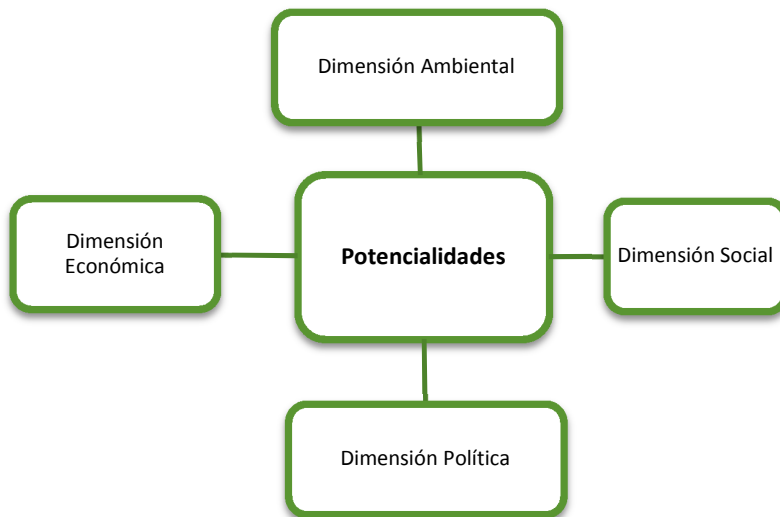 Dimensión Ambiental
Dimensión
Económica
Potencialidades
Dimensión Social
Dimensión Política